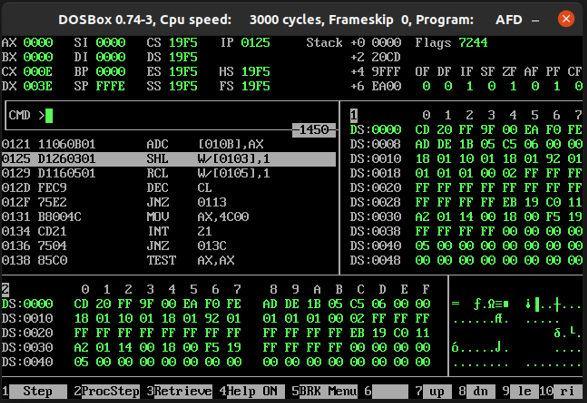 DOSBox 0.74-3, Cpu speed: 3000 cycles, Frameskip 0, Program: AFD
AX 0000 SI 0000 CS 19F5 IP 0125 Stack +0 0000 Flags 7244
BX 0000 DI 0000 DS 19F5 +2 20CD
CX 000E BP 0000 ES 19F5 HS 19F5 +4 9FFF OF DF IF SF ZF AF PF CF
DX 003E SP FFFE SS 19F5 FS 19F5 +6 EA00 0 0 1 0 1 0 1 0
CMD >
1450
0121 11060B01 ADC [010B],AX
0125 D1260301 SHL W/[0103],1
0129 D1160501 RCL W/[0105],1
012D FEC9 DEC CL
012F 75E2 JNZ 0113
0131 B8004C MOV AX,4C00
0134 CD21 INT 21
0136 7504 JNZ 013C
0138 85C0 TEST AX,AX
1 0 1 2 3 4 5 6 7
DS:0000 CD 20 FF 9F 00 EA F0 FE
DS:0008 AD DE 1B 05 C5 06 00 00
DS:0010 18 01 10 01 18 01 92 01
DS:0018 01 01 01 00 02 FF FF FF
DS:0020 FF FF FF FF FF FF FF FF
DS:0028 FF FF FF FF EB 19 C0 11
DS:0030 A2 01 14 00 18 00 F5 19
DS:0038 FF FF FF FF 00 00 00 00
DS:0040 05 00 00 00 00 00 00 00
DS:0048 00 00 00 00 00 00 00 00
2 0 1 2 3 4 5 6 7 8 9 A B C D E F
DS:0000 CD 20 FF 9F 00 EA F0 FE AD DE 1B 05 C5 06 00 00
DS:0010 18 01 10 01 18 01 92 01 01 01 01 00 02 FF FF FF
DS:0020 FF FF FF FF FF FF FF FF FF FF FF FF EB 19 C0 11
DS:0030 A2 01 14 00 18 00 F5 19 FF FF FF FF 00 00 00 00
DS:0040 05 00 00 00 00 00 00 00 00 00 00 00 00 00 00 00
1 Step 2ProcStep 3Retrieve 4Help ON 5BRK Menu 6 7 up 8 dn 9 le 10 ri